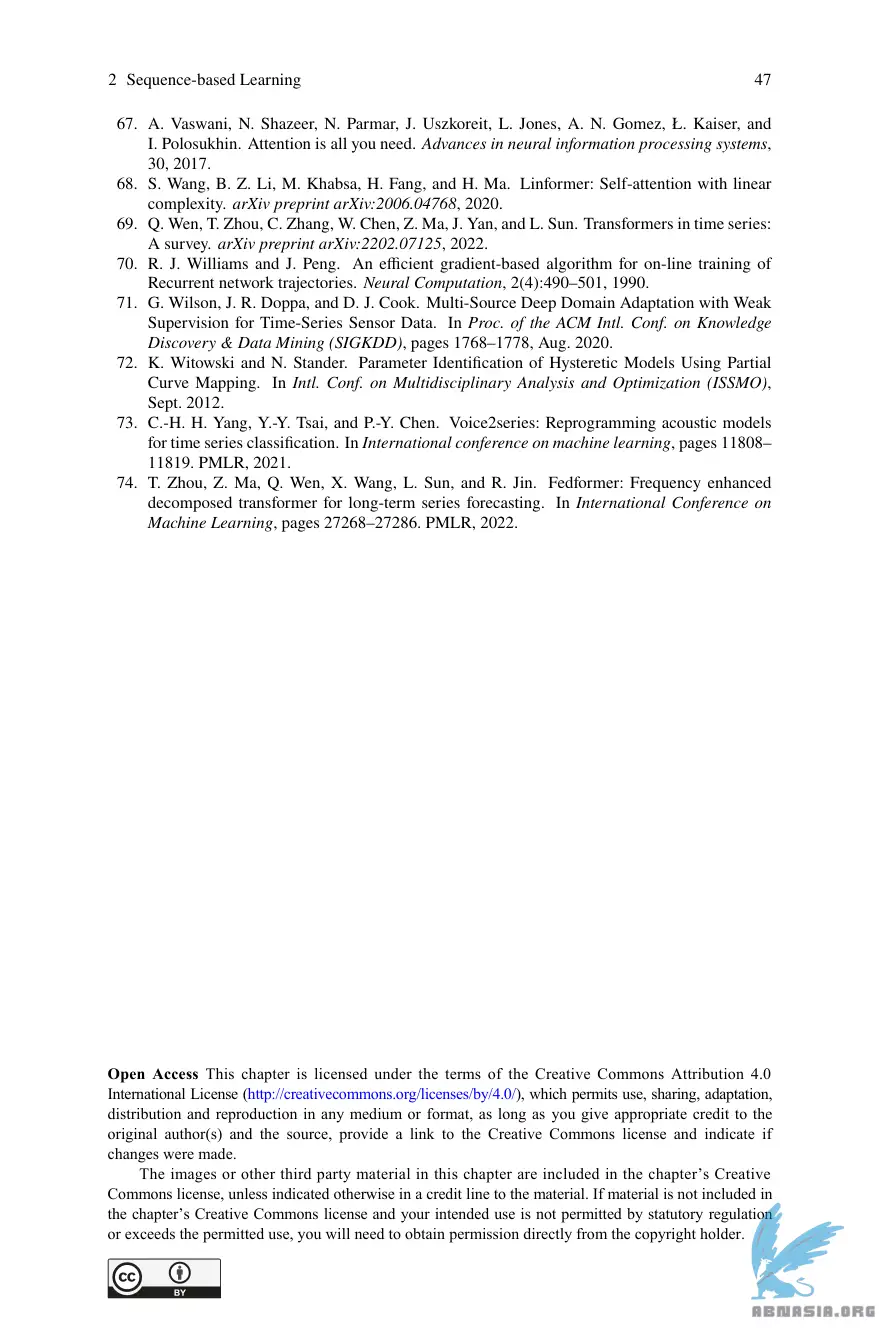 2 Sequence-based Learning 47
67. A. Vaswani, N. Shazeer, N. Parmar, J. Uszkoreit, L. Jones, A. N. Gomez, Ł. Kaiser, and
I. Polosukhin. Attention is all you need. Advances in neural information processing systems,
30, 2017.
68. S. Wang, B. Z. Li, M. Khabsa, H. Fang, and H. Ma. Linformer: Self-attention with linear
complexity. arXiv preprint arXiv:2006.04768, 2020.
69. Q. Wen, T. Zhou, C. Zhang, W. Chen, Z. Ma, J. Yan, and L. Sun. Transformers in time series:
A survey. arXiv preprint arXiv:2202.07125, 2022.
70. R. J. Williams and J. Peng. An efficient gradient-based algorithm for on-line training of
Recurrent network trajectories. Neural Computation, 2(4):490–501, 1990.
71. G. Wilson, J. R. Doppa, and D. J. Cook. Multi-Source Deep Domain Adaptation with Weak
Supervision for Time-Series Sensor Data. In Proc. of the ACM Intl. Conf. on Knowledge
Discovery & Data Mining (SIGKDD), pages 1768–1778, Aug. 2020.
72. K. Witowski and N. Stander. Parameter Identification of Hysteretic Models Using Partial
Curve Mapping. In Intl. Conf. on Multidisciplinary Analysis and Optimization (ISSMO),
Sept. 2012.
73. C.-H. H. Yang, Y.-Y. Tsai, and P.-Y. Chen. Voice2series: Reprogramming acoustic models
for time series classification. In International conference on machine learning, pages 11808–
11819. PMLR, 2021.
74. T. Zhou, Z. Ma, Q. Wen, X. Wang, L. Sun, and R. Jin. Fedformer: Frequency enhanced
decomposed transformer for long-term series forecasting. In International Conference on
Machine Learning, pages 27268–27286. PMLR, 2022.
Open Access This chapter is licensed under the terms of the Creative Commons Attribution 4.0
International License (http://creativecommons.org/licenses/by/4.0/), which permits use, sharing, adaptation,
distribution and reproduction in any medium or format, as long as you give appropriate credit to the
original author(s) and the source, provide a link to the Creative Commons license and indicate if
changes were made.
The images or other third party material in this chapter are included in the chapter’s Creative
Commons license, unless indicated otherwise in a credit line to the material. If material is not included in
the chapter’s Creative Commons license and your intended use is not permitted by statutory regulation
or exceeds the permitted use, you will need to obtain permission directly from the copyright holder.
cc
BY
ABNASIA.ORG